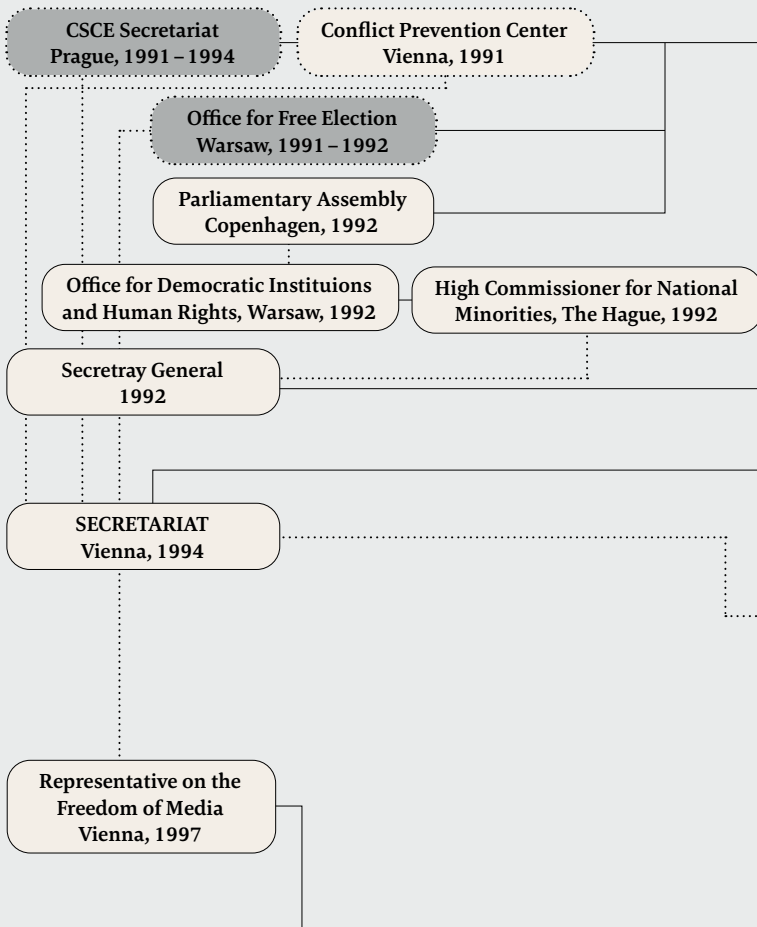 CSCE Secretariat
Prague, 1991 – 1994
Conflict Prevention Center
Vienna, 1991
Office for Free Election
Warsaw, 1991 – 1992
Parliamentary Assembly
Copenhagen, 1992
Office for Democratic Instituions
and Human Rights, Warsaw, 1992
High Commissioner for National
Minorities, The Hague, 1992
Secretray General
1992
SECRETARIAT
Vienna, 1994
Representative on the
Freedom of Media
Vienna, 1997